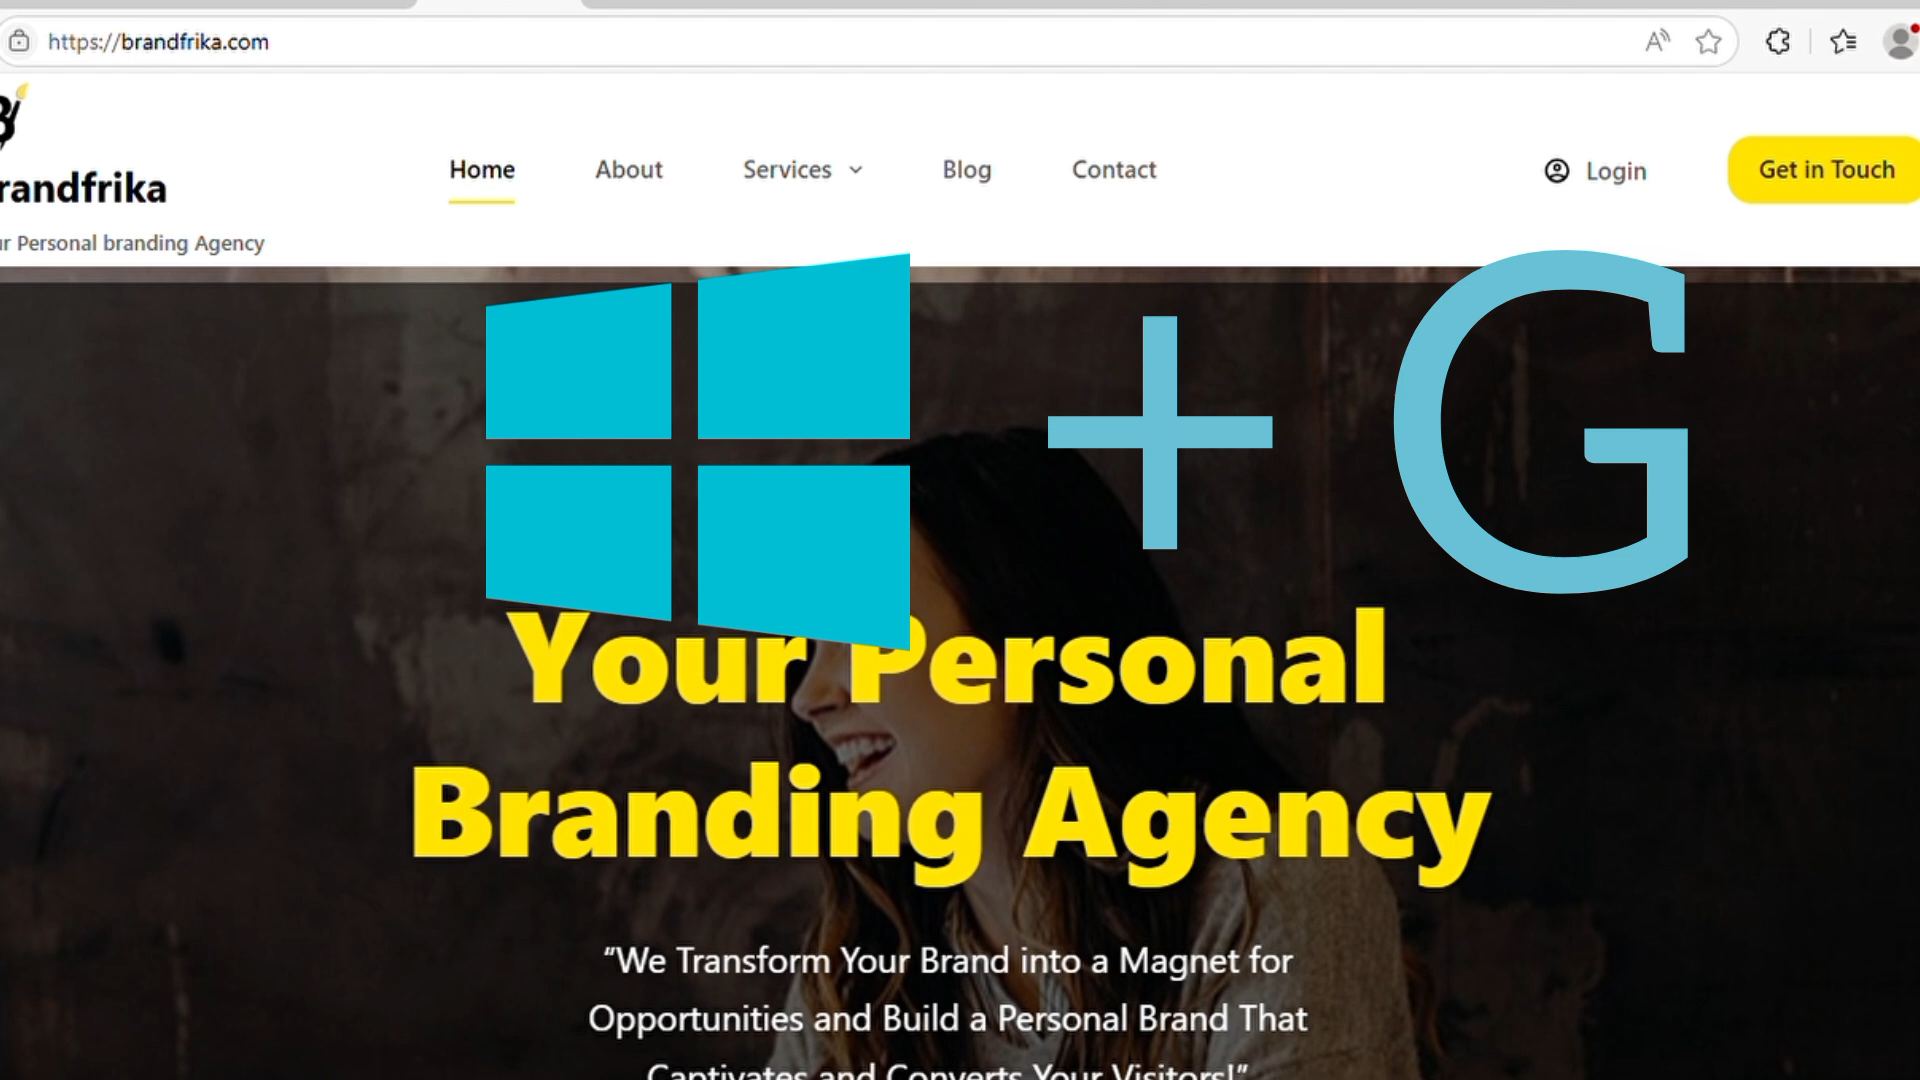 https://brandfrika.com
randfrika
ur Personal branding Agency
Home About Services Blog Contact Login Get in Touch
+ G
Your Personal
Branding Agency
“We Transform Your Brand into a Magnet for
Opportunities and Build a Personal Brand That
Captivates and Converts Your Visitors!”